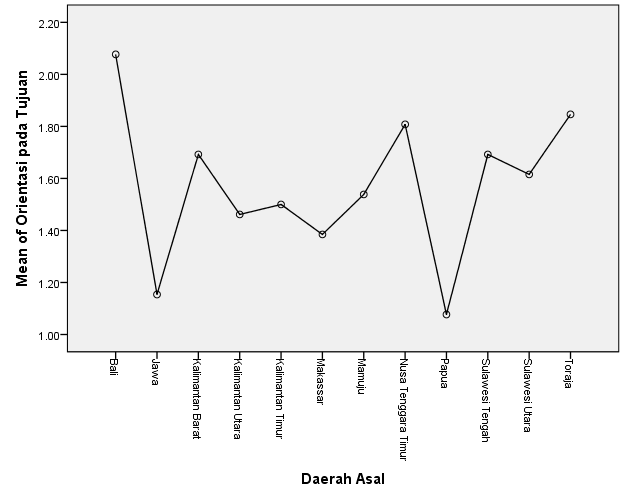 Mean of Orientasi pada Tujuan
2.20
2.00
1.80
1.60
1.40
1.20
1.00
Bali
Jawa
Kalimantan Barat
Kalimantan Utara
Kalimantan Timur
Makassar
Mamuju
Nusa Tenggara Timur
Papua
Sulawesi Tengah
Sulawesi Utara
Toraja
Daerah Asal